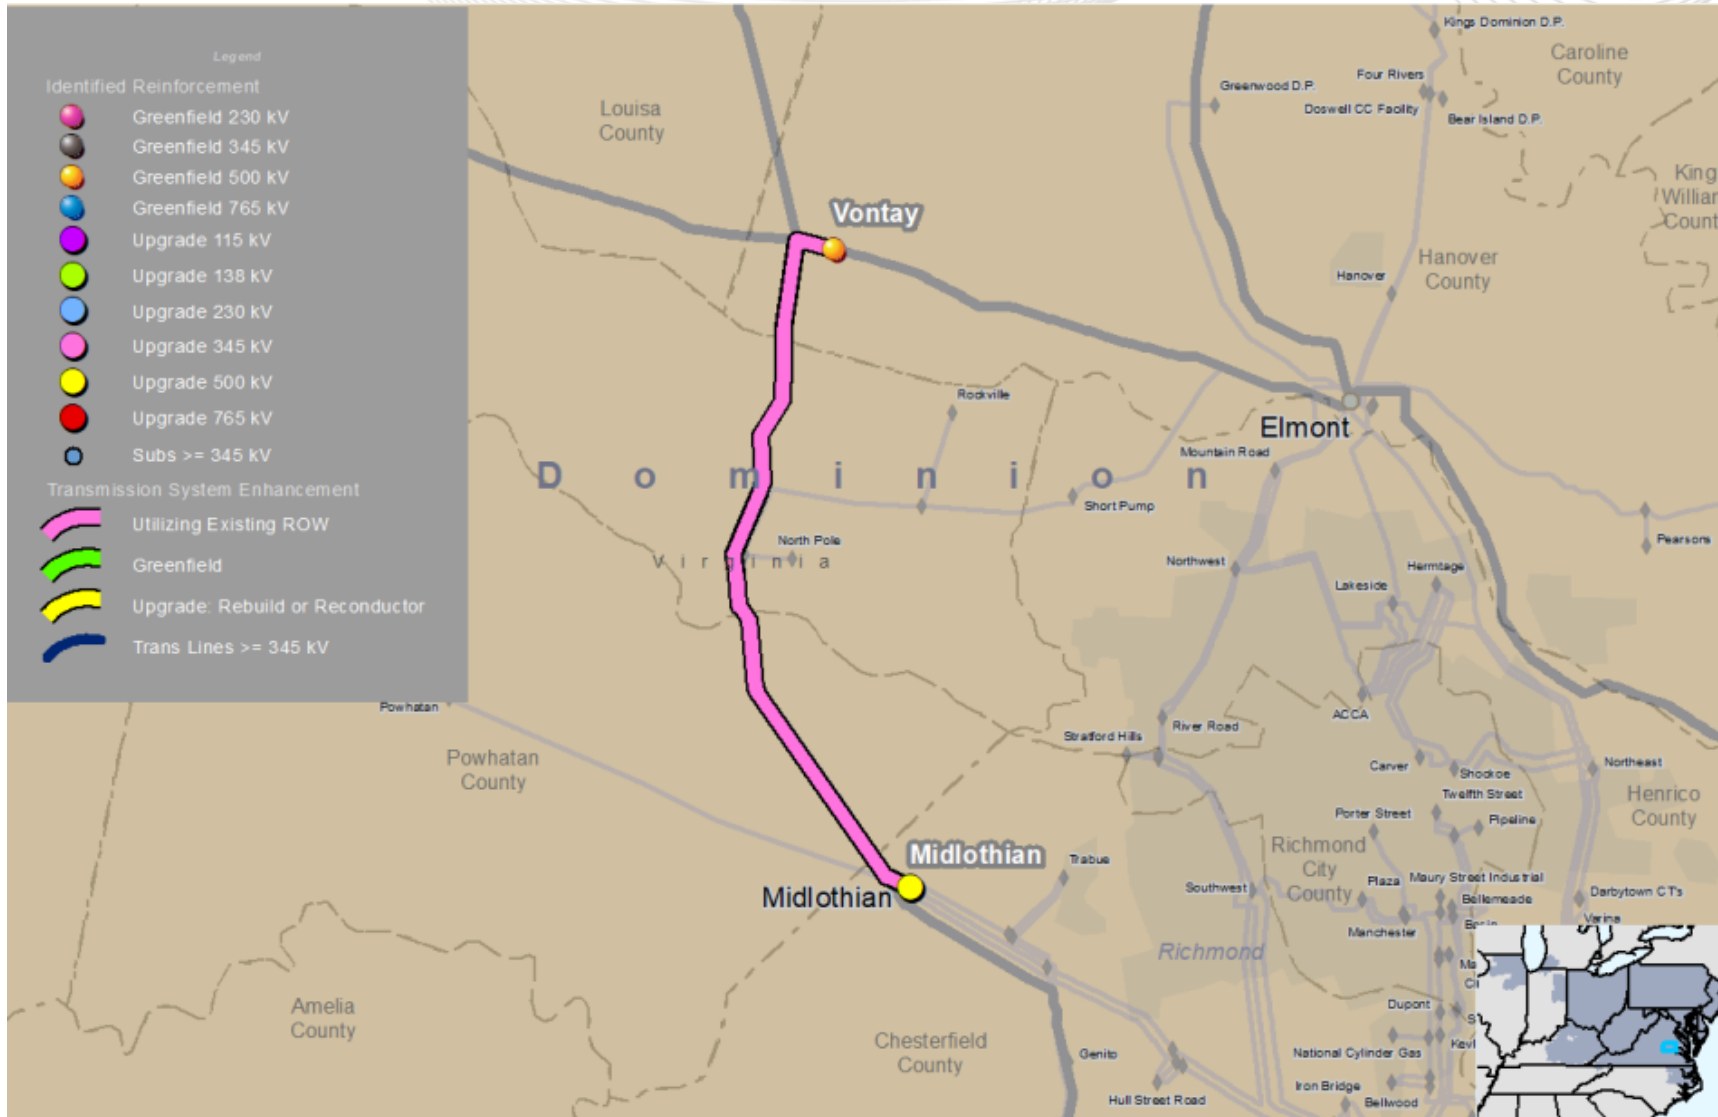 Legend
Identified Reinforcement
Greenfield 230 kV
Greenfield 345 kV
Greenfield 500 kV
Greenfield 765 kV
Upgrade 115 kV
Upgrade 138 kV
Upgrade 230 kV
Upgrade 345 kV
Upgrade 500 kV
Upgrade 765 kV
Subs >= 345 kV
Transmission System Enhancement
Utilizing Existing ROW
Greenfield
Upgrade: Rebuild or Reconductor
Trans Lines >= 345 kV
Kings Dominion D.P.
Caroline
County
Four Rivers
Greenwood D.P.
Doswell CC Facility
Bear Island D.P.
Louisa
County
King
Vontay
Hanover
County
Hanover
Rockville
Elmont
Mountain Road
Dominion
Short Pump
North Pole
Virginia
Pearsons
Northwest
Hermitage
Lakeside
Powhatan
ACCA
River Road
Stratford Hills
Powhatan
County
Carver
Shockoe
Northeast
Twelfth Street
Henrico
County
Porter Street
Pipeline
Richmond
City
County
Midlothian
Trabue
Midlothian
Southwest
Plaza
Maury Street Industrial
Bellemeade
Darbytown CT's
Varina
Manchester
Richmond
Amelia
County
Dupont
Chesterfield
County
Genito
National Cylinder Gas
Iron Bridge
Hull Street Road
Bellwood